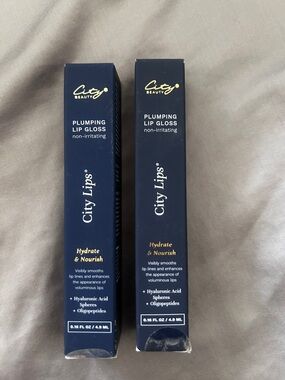 City
BEAUTY
PLUMPING
LIP GLOSS
non-irritating
City Lips®
Hydrate
& Nourish
Visibly smooths
lip lines and enhances
the appearance of
voluminous lips
+ Hyaluronic Acid
Spheres
+ Oligopeptides
0.16 FL OZ / 4.9 ML
City
BEAUTY
PLUMPING
LIP GLOSS
non-irritating
City Lips®
Hydrate
& Nourish
Visibly smooths
lip lines and enhances
the appearance of
voluminous lips
+ Hyaluronic Acid
Spheres
+ Oligopeptides
0.16 FL OZ / 4.9 ML